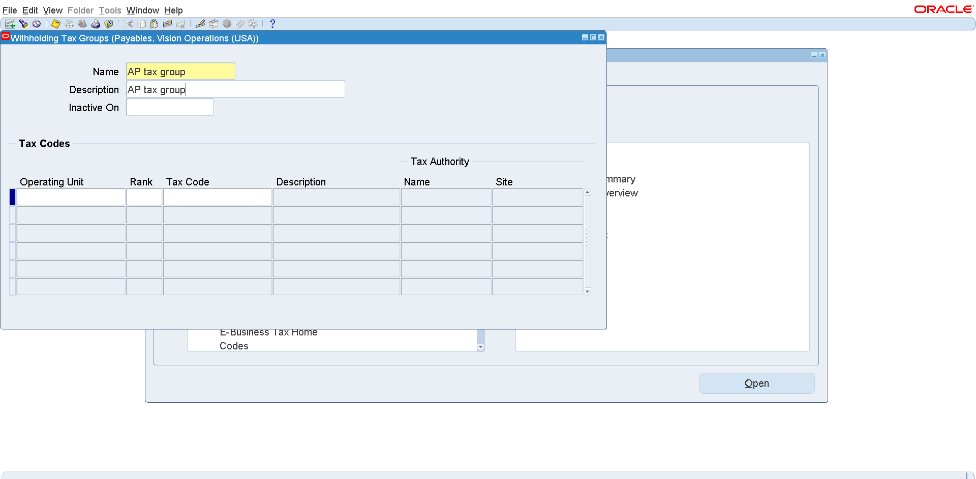 File Edit View Folder Tools Window Help
ORACLE
Withholding Tax Groups (Payables, Vision Operations (USA))
Name AP tax group
Description AP tax group
Inactive On
Tax Codes
Tax Authority
Operating Unit Rank Tax Code Description Name Site
mmary
verview
E-Business Tax Home
Codes
Open